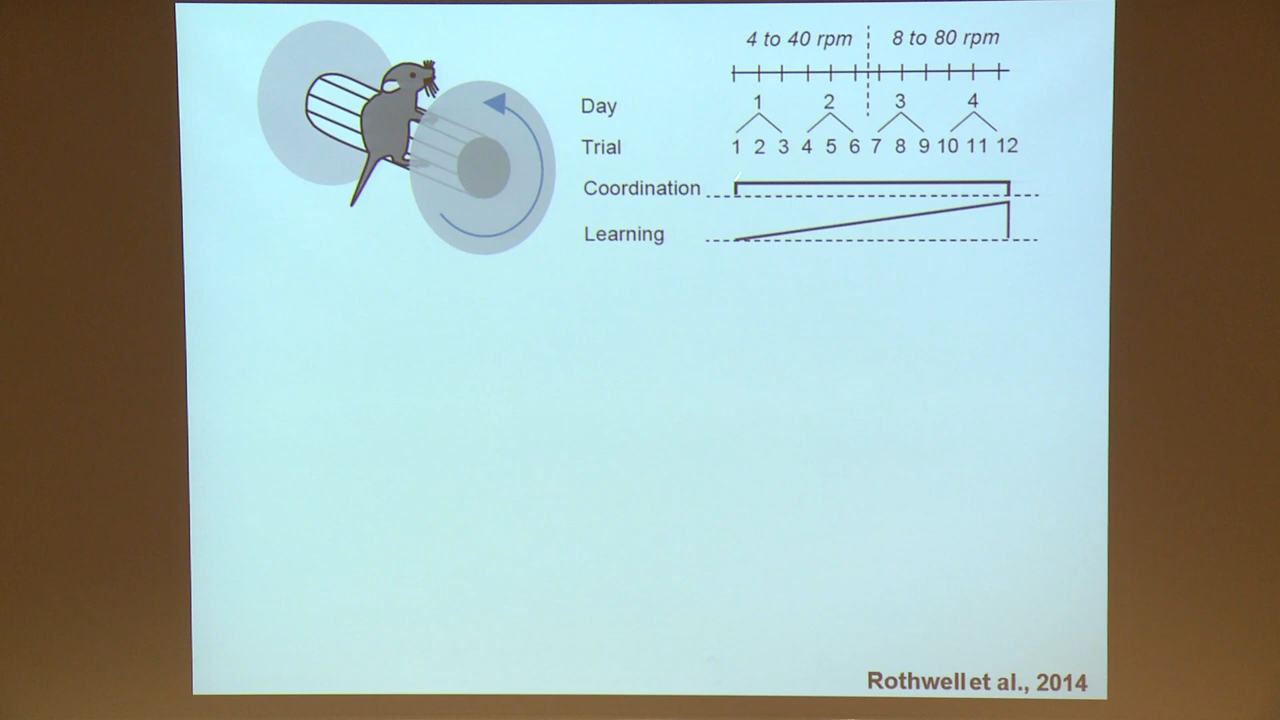 4 to 40 rpm 8 to 80 rpm
Day 1 2 3 4
Trial 1 2 3 4 5 6 7 8 9 10 11 12
Coordination
Learning
Rothwell et al., 2014